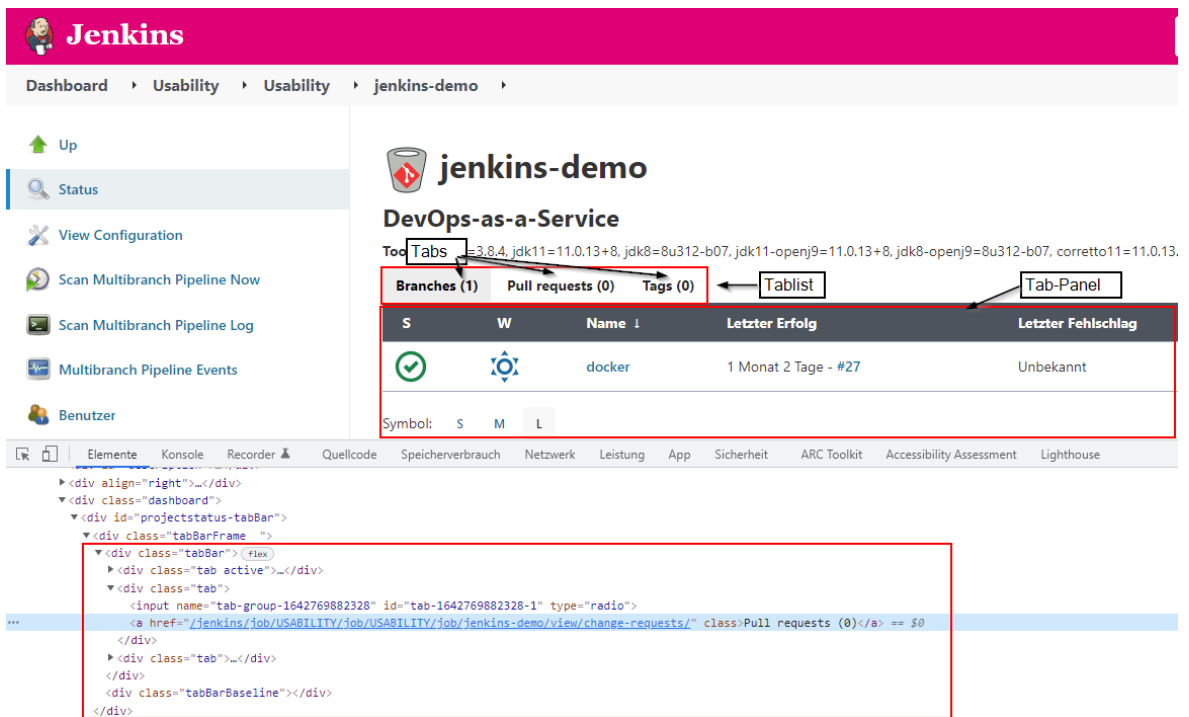 Jenkins
Dashboard Usability Usability jenkins-demo
Up
Status
View Configuration
Scan Multibranch Pipeline Now
Scan Multibranch Pipeline Log
Multibranch Pipeline Events
Benutzer
jenkins-demo
DevOps-as-a-Service
Too Tabs =3.8.4, jdk11=11.0.13+8, jdk8=8u312-b07, jdk11-openj9=11.0.13+8, jdk8-openj9=8u312-b07, corretto11=11.0.13.
Branches (1) Pull requests (0) Tags (0) Tablist Tab-Panel
S W Name ↓ Letzter Erfolg Letzter Fehlschlag
docker 1 Monat 2 Tage - #27 Unbekannt
Symbol: S M L
Elemente Konsole Recorder Quellcode Speicherverbrauch Netzwerk Leistung App Sicherheit ARC Toolkit Accessibility Assessment Lighthouse
<div align="right">…</div>
<div class="dashboard">
<div id="projectstatus-tabBar">
<div class="tabBarFrame  ">
<div class="tabBar"> flex
<div class="tab active">…</div>
<div class="tab">
<input name="tab-group-1642769882328" id="tab-1642769882328-1" type="radio">
… <a href="/jenkins/job/USABILITY/job/USABILITY/job/jenkins-demo/view/change-requests/" class>Pull requests (0)</a> == $0
</div>
<div class="tab">…</div>
</div>
<div class="tabBarBaseline"></div>
</div>